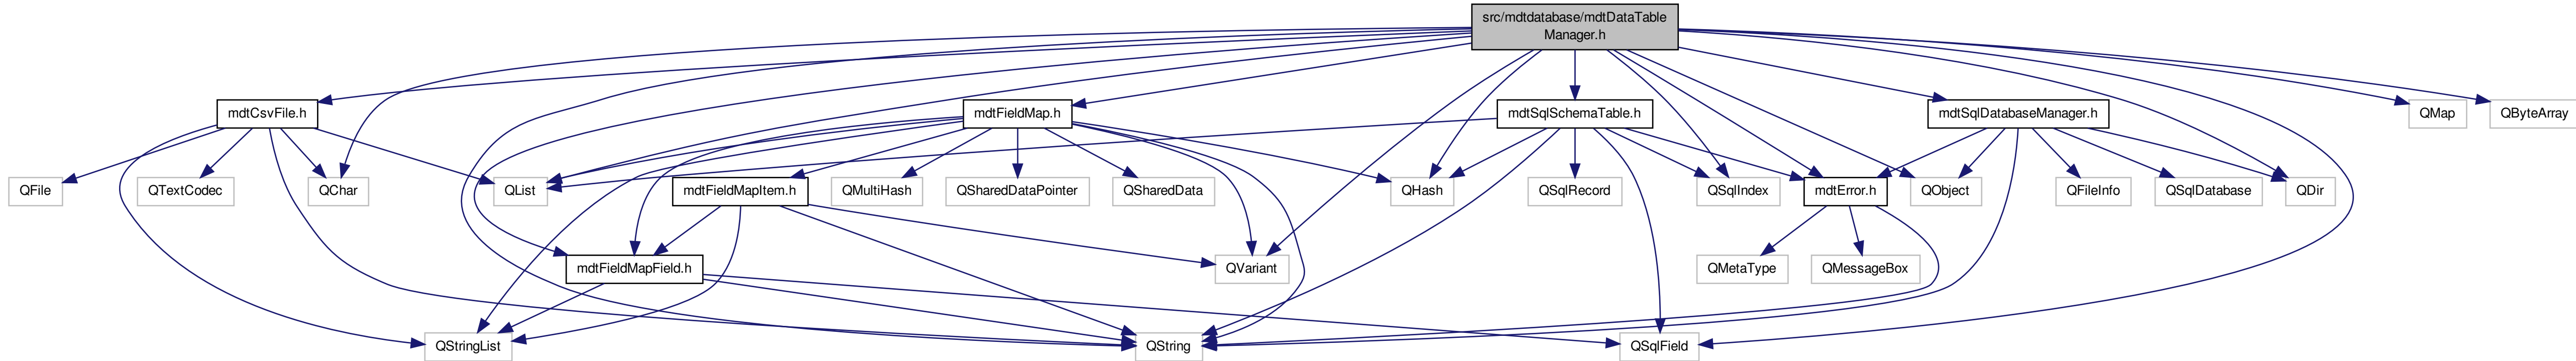 src/mdtdatabase/mdtDataTable
Manager.h
mdtCsvFile.h
mdtFieldMap.h
mdtSqlSchemaTable.h
mdtSqlDatabaseManager.h
QMap
QByteArray
QFile
QTextCodec
QChar
QList
mdtFieldMapItem.h
QMultiHash
QSharedDataPointer
QSharedData
QHash
QSqlRecord
QSqlIndex
mdtError.h
QObject
QFileInfo
QSqlDatabase
QDir
mdtFieldMapField.h
QVariant
QMetaType
QMessageBox
QStringList
QString
QSqlField